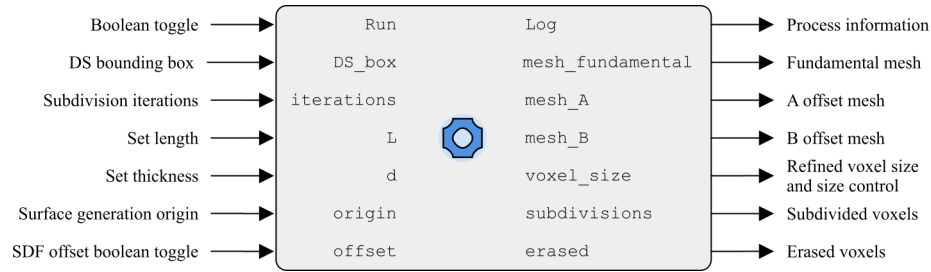 Boolean toggle Run Log Process information
DS bounding box DS_box mesh_fundamental Fundamental mesh
Subdivision iterations iterations mesh_A A offset mesh
Set length L mesh_B B offset mesh
Set thickness d voxel_size Refined voxel size
and size control
Surface generation origin origin subdivisions Subdivided voxels
SDF offset boolean toggle offset erased Erased voxels